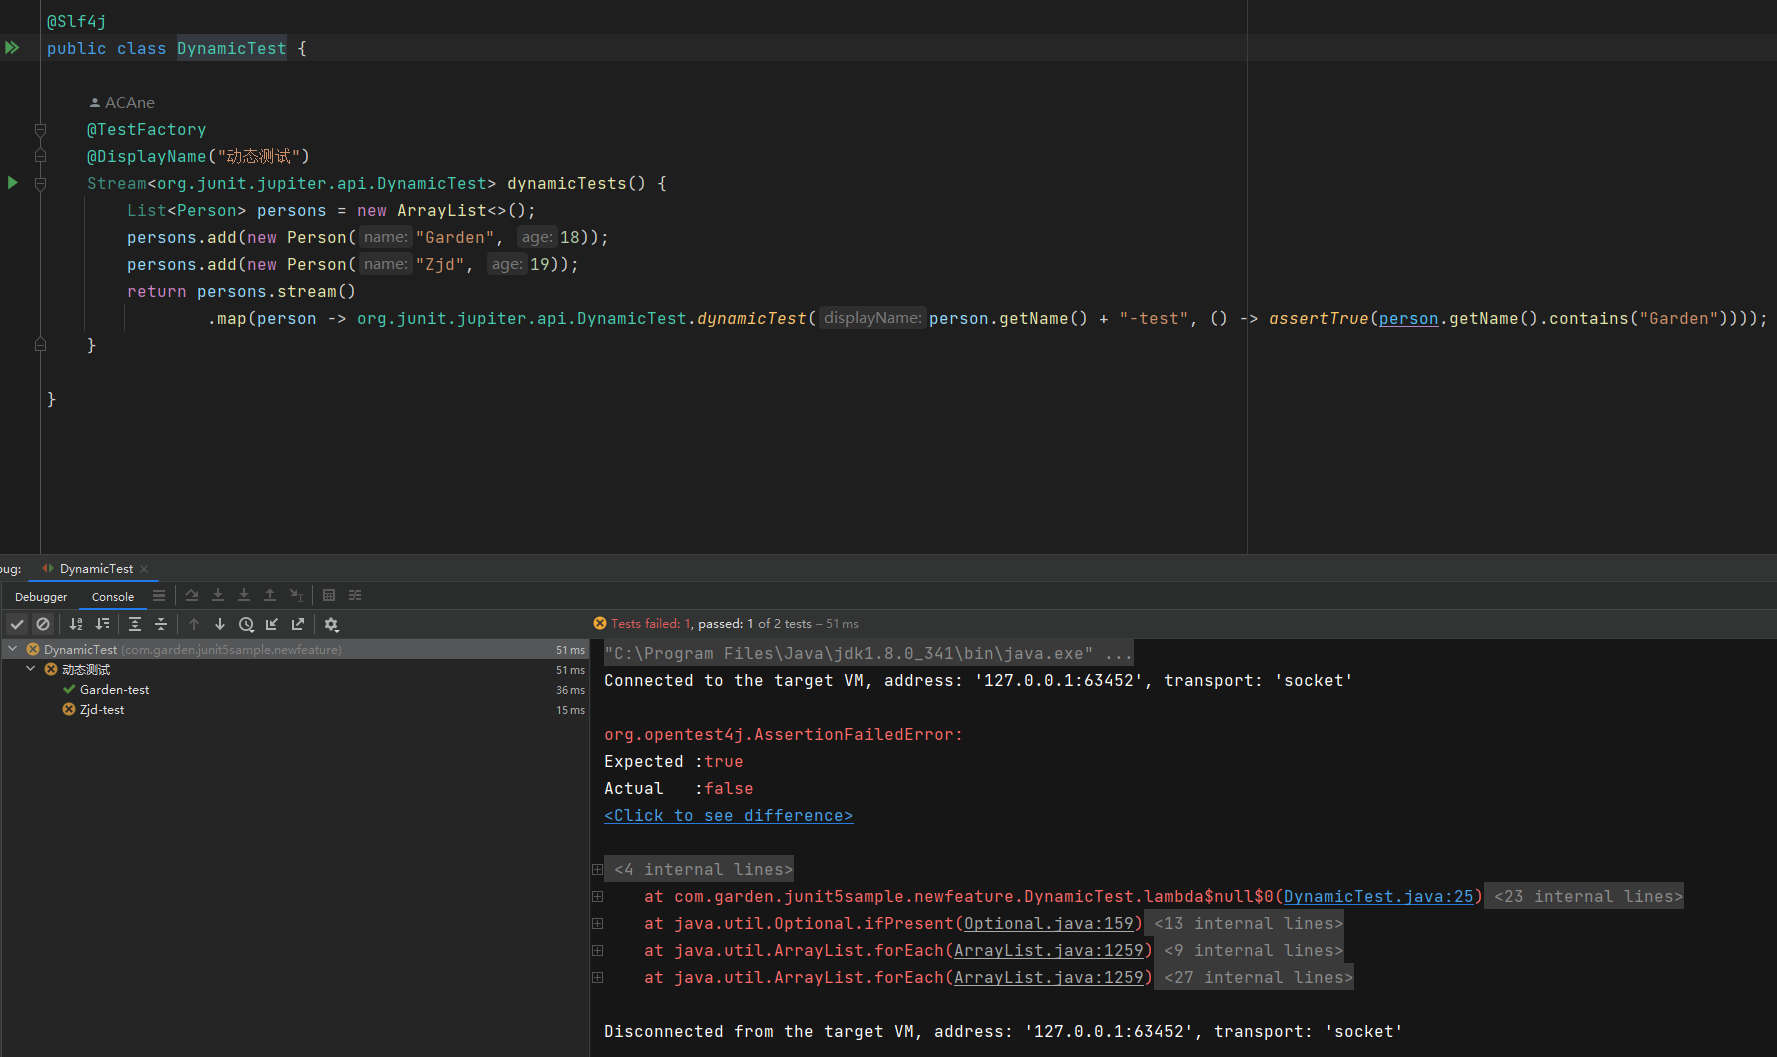 @Slf4j
public class DynamicTest {
ACAne
@TestFactory
@DisplayName("动态测试")
Stream<org.junit.jupiter.api.DynamicTest> dynamicTests() {
List<Person> persons = new ArrayList<>();
persons.add(new Person( name: "Garden", age: 18));
persons.add(new Person( name: "Zjd", age: 19));
return persons.stream()
.map(person -> org.junit.jupiter.api.DynamicTest.dynamicTest( displayName: person.getName() + "-test", () -> assertTrue(person.getName().contains("Garden"))));
}
}
ug: DynamicTest
Debugger Console
Tests failed: 1, passed: 1 of 2 tests – 51 ms
DynamicTest (com.garden.junit5sample.newfeature) 51 ms
动态测试 51 ms
Garden-test 36 ms
Zjd-test 15 ms
"C:\Program Files\Java\jdk1.8.0_341\bin\java.exe" ...
Connected to the target VM, address: '127.0.0.1:63452', transport: 'socket'
org.opentest4j.AssertionFailedError:
Expected :true
Actual   :false
<Click to see difference>
<4 internal lines>
at com.garden.junit5sample.newfeature.DynamicTest.lambda$null$0(DynamicTest.java:25) <23 internal lines>
at java.util.Optional.ifPresent(Optional.java:159) <13 internal lines>
at java.util.ArrayList.forEach(ArrayList.java:1259) <9 internal lines>
at java.util.ArrayList.forEach(ArrayList.java:1259) <27 internal lines>
Disconnected from the target VM, address: '127.0.0.1:63452', transport: 'socket'